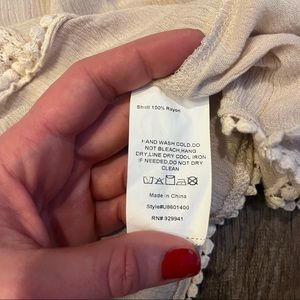 Shell:100% Rayon
HAND WASH COLD.DO
NOT BLEACH,HANG
DRY,LINE DRY COOL IRON
IF NEEDED,DO NOT DRY
CLEAN
Made in China
Style#U8601400
RN# 929941